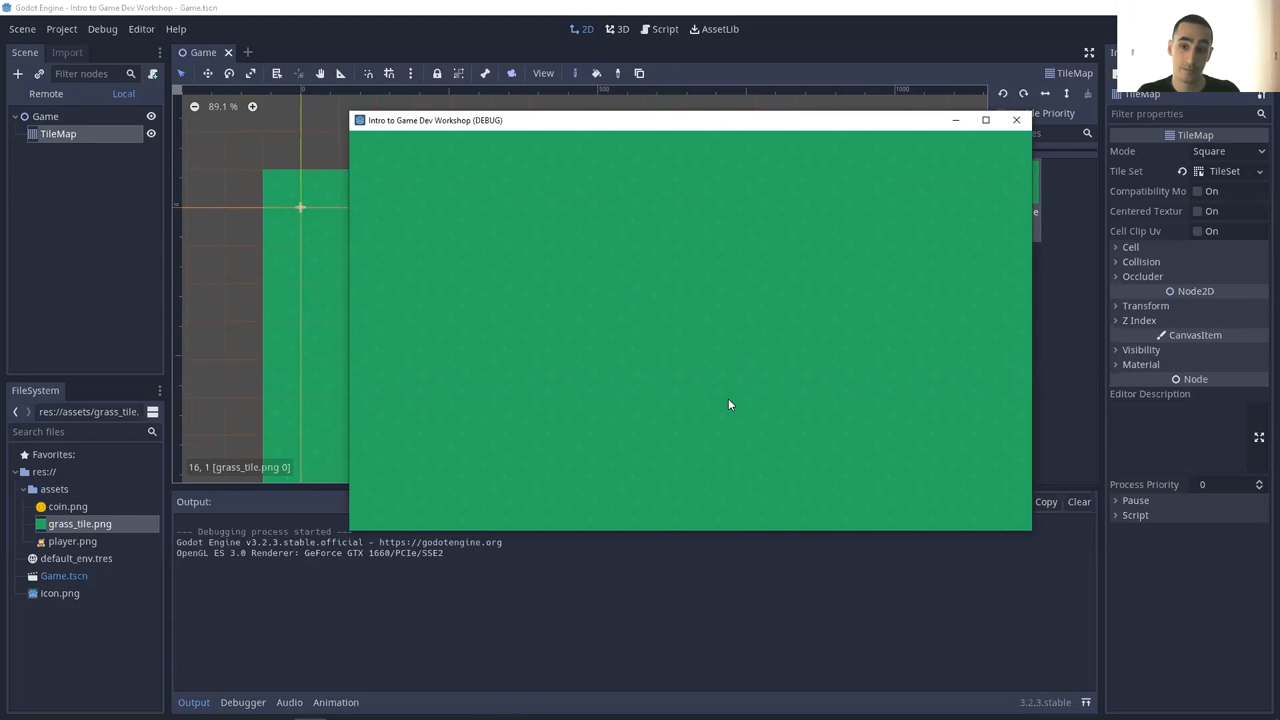 Godot Engine - Intro to Game Dev Workshop - Game.tscn
Scene Project Debug Editor Help
2D 3D Script AssetLib
Scene Import
Game
Filter nodes
View
TileMap
Remote Local
89.1 %
TileMap
Game
Intro to Game Dev Workshop (DEBUG)
Priority
Filter properties
TileMap
TileMap
Mode Square
Tile Set TileSet
Compatibility Mo On
Centered Textur On
Cell Clip Uv On
Cell
Collision
Occluder
Node2D
Transform
Z Index
CanvasItem
Visibility
Material
Node
Editor Description
Process Priority 0
Pause
Script
FileSystem
res://assets/grass_tile.
Search files
Favorites:
res://
assets
coin.png
grass_tile.png
player.png
default_env.tres
Game.tscn
icon.png
0 500 1000
16, 1 [grass_tile.png 0]
Output: Copy Clear
--- Debugging process started ---
Godot Engine v3.2.3.stable.official - https://godotengine.org
OpenGL ES 3.0 Renderer: GeForce GTX 1660/PCIe/SSE2
Output Debugger Audio Animation 3.2.3.stable